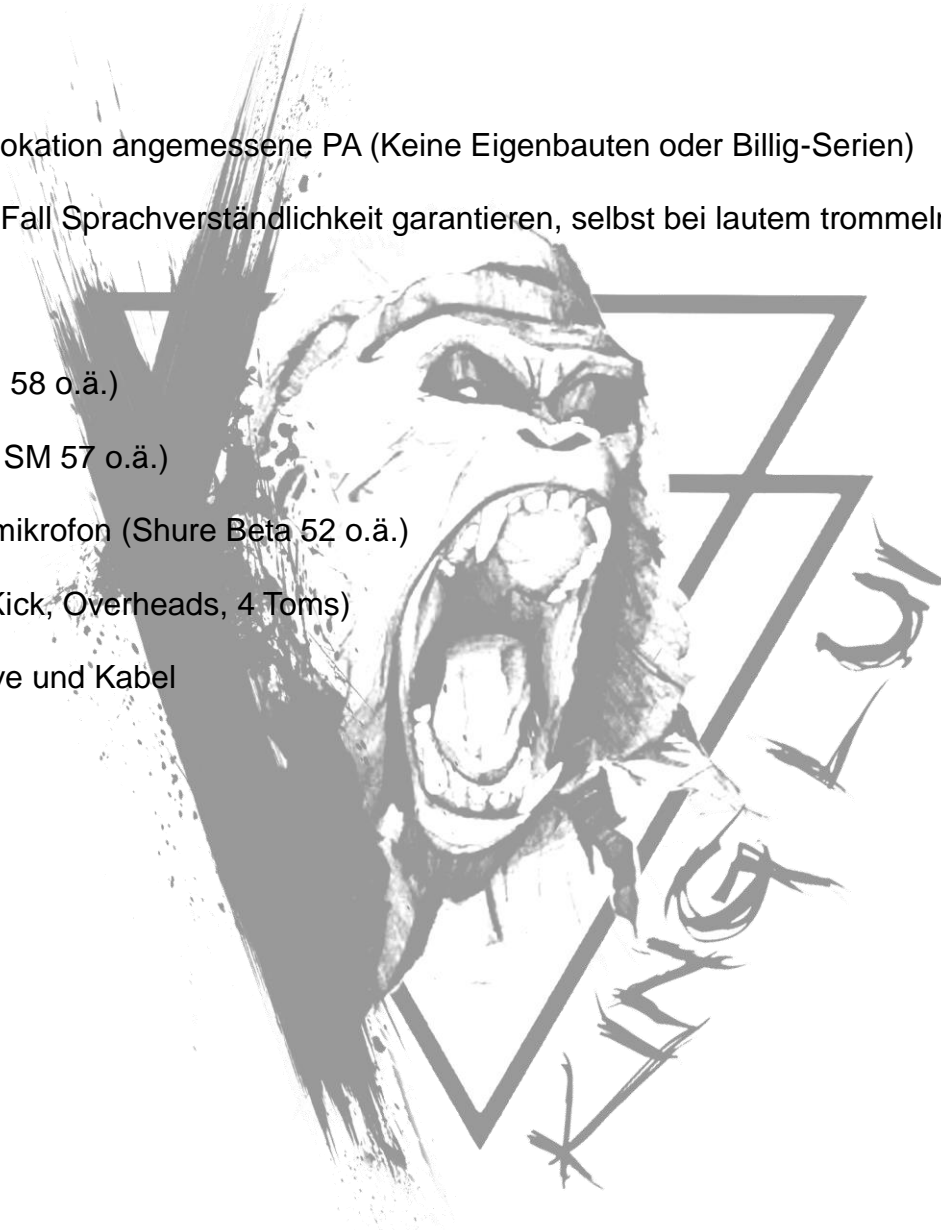 okation angemessene PA (Keine Eigenbauten oder Billig-Serien)
Fall Sprachverständlichkeit garantieren, selbst bei lautem trommeln
58 o.ä.)
SM 57 o.ä.)
mikrofon (Shure Beta 52 o.ä.)
Kick, Overheads, 4 Toms)
ve und Kabel